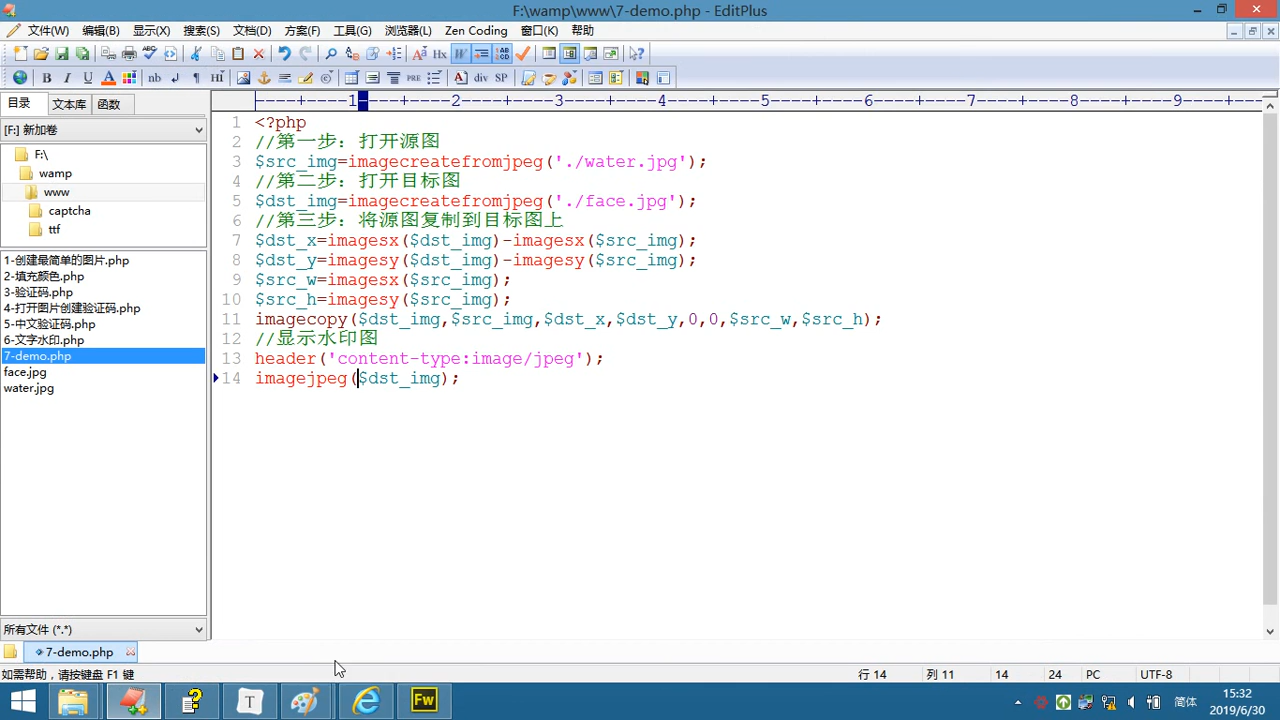 F:\wamp\www\7-demo.php - EditPlus
文件(W) 编辑(B) 显示(X) 搜索(S) 文档(D) 方案(F) 工具(G) 浏览器(L) Zen Coding 窗口(K) 帮助
目录 文本库 函数
[F:] 新加卷
F:\
wamp
www
captcha
ttf
1-创建最简单的图片.php
2-填充颜色.php
3-验证码.php
4-打开图片创建验证码.php
5-中文验证码.php
6-文字水印.php
7-demo.php
face.jpg
water.jpg
所有文件 (*.*)
----+----1----+----2----+----3----+----4----+----5----+----6----+----7----+----8----+----9----+--
1 <?php
2 //第一步：打开源图
3 $src_img=imagecreatefromjpeg('./water.jpg');
4 //第二步：打开目标图
5 $dst_img=imagecreatefromjpeg('./face.jpg');
6 //第三步：将源图复制到目标图上
7 $dst_x=imagesx($dst_img)-imagesx($src_img);
8 $dst_y=imagesy($dst_img)-imagesy($src_img);
9 $src_w=imagesx($src_img);
10 $src_h=imagesy($src_img);
11 imagecopy($dst_img,$src_img,$dst_x,$dst_y,0,0,$src_w,$src_h);
12 //显示水印图
13 header('content-type:image/jpeg');
14 imagejpeg($dst_img);
7-demo.php
如需帮助，请按键盘 F1 键 行 14 列 11 14 24 PC UTF-8
简体 15:32
2019/6/30